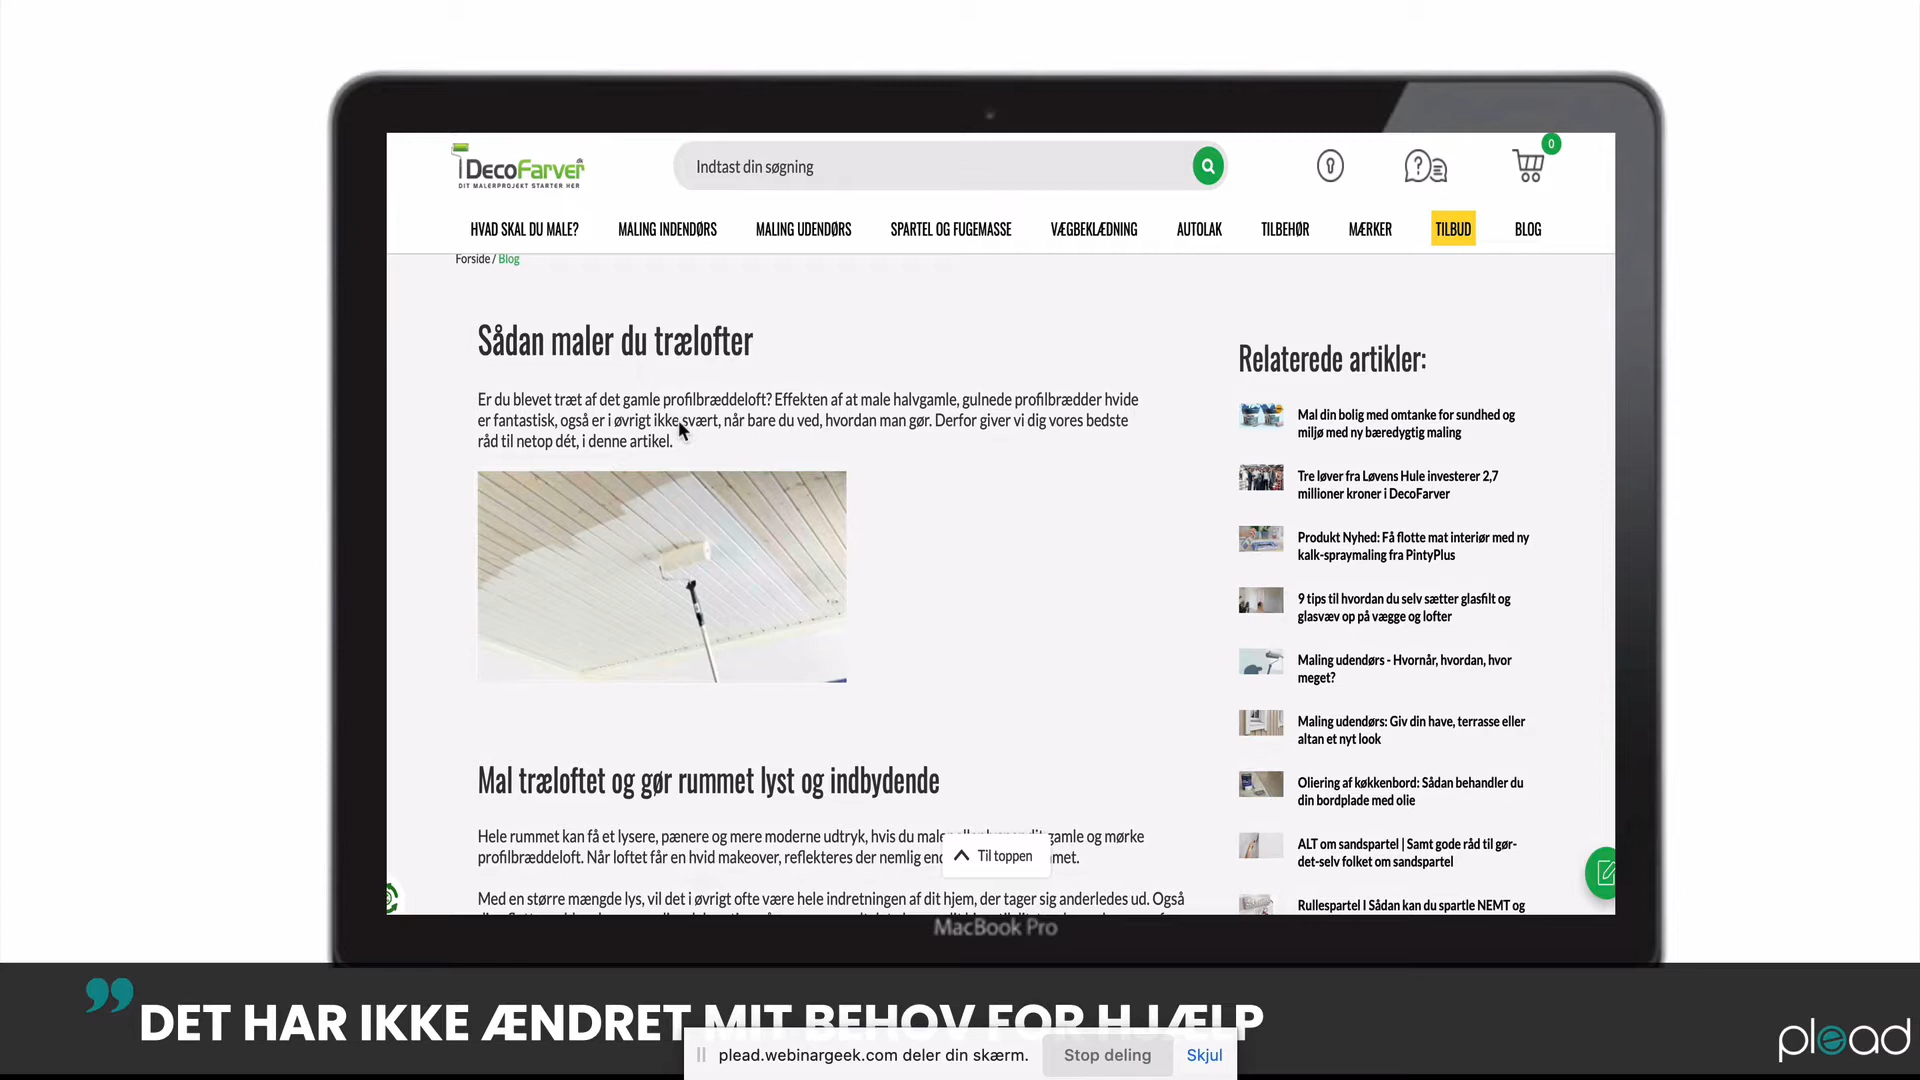 DecoFarver
DIT MALERPROJEKT STARTER HER
Indtast din søgning
0
HVAD SKAL DU MALE? MALING INDENDØRS MALING UDENDØRS SPARTEL OG FUGEMASSE VÆGBEKLÆDNING AUTOLAK TILBEHØR MÆRKER TILBUD BLOG
Forside / Blog
Sådan maler du trælofter
Er du blevet træt af det gamle profilbræddeloft? Effekten af at male halvgamle, gulnede profilbrædder hvide
er fantastisk, også er i øvrigt ikke svært, når bare du ved, hvordan man gør. Derfor giver vi dig vores bedste
råd til netop dét, i denne artikel.
Mal træloftet og gør rummet lyst og indbydende
Hele rummet kan få et lysere, pænere og mere moderne udtryk, hvis du maler gamle og mørke
profilbræddeloft. Når loftet får en hvid makeover, reflekteres der nemlig
Til toppen
Med en større mængde lys, vil det i øvrigt ofte være hele indretningen af dit hjem, der tager sig anderledes ud. Også
Relaterede artikler:
Mal din bolig med omtanke for sundhed og
miljø med ny bæredygtig maling
Tre løver fra Løvens Hule investerer 2,7
millioner kroner i DecoFarver
Produkt Nyhed: Få flotte mat interiør med ny
kalk-spraymaling fra PintyPlus
9 tips til hvordan du selv sætter glasfilt og
glasvæv op på vægge og lofter
Maling udendørs - Hvornår, hvordan, hvor
meget?
Maling udendørs: Giv din have, terrasse eller
altan et nyt look
Oliering af køkkenbord: Sådan behandler du
din bordplade med olie
ALT om sandspartel | Samt gode råd til gør-
det-selv folket om sandspartel
Rullespartel I Sådan kan du spartle NEMT og
MacBook Pro
” DET HAR IKKE ÆNDRET MIT BEHOV FOR HJÆLP
plead.webinargeek.com deler din skærm. Stop deling Skjul
plead